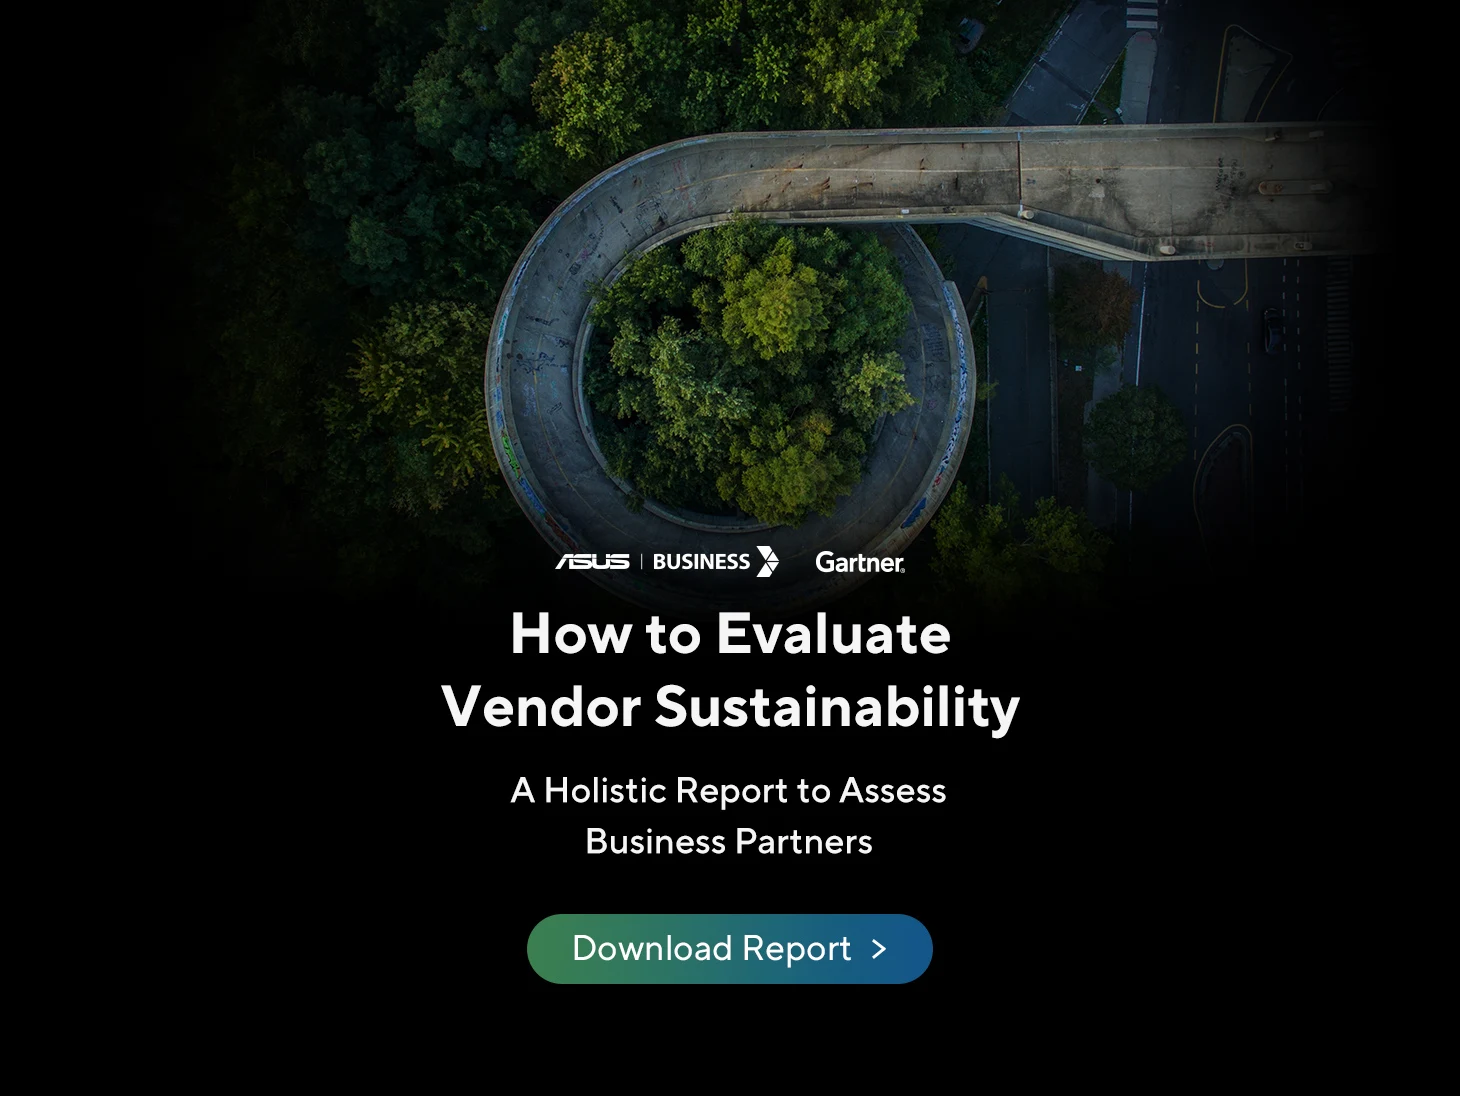 ASUS | BUSINESS Gartner®
How to Evaluate
Vendor Sustainability
A Holistic Report to Assess
Business Partners
Download Report >